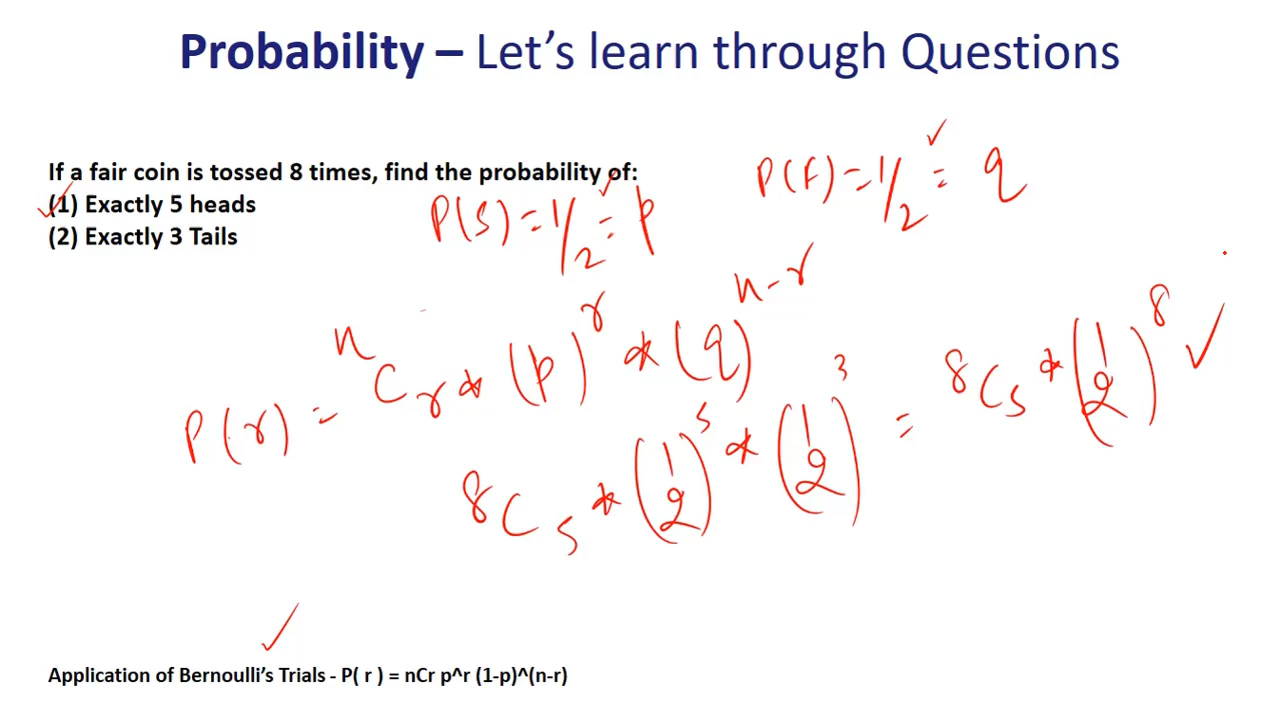 Probability – Let's learn through Questions
If a fair coin is tossed 8 times, find the probability of:
(1) Exactly 5 heads
(2) Exactly 3 Tails
P(S) = 1/2 = p
P(F) = 1/2 = q
P(r) = nCr * (p)^r * (q)^n-r
8C5 * (1/2)^5 * (1/2)^3 = 8C5 * (1/2)^8
Application of Bernoulli's Trials - P( r ) = nCr p^r (1-p)^(n-r)